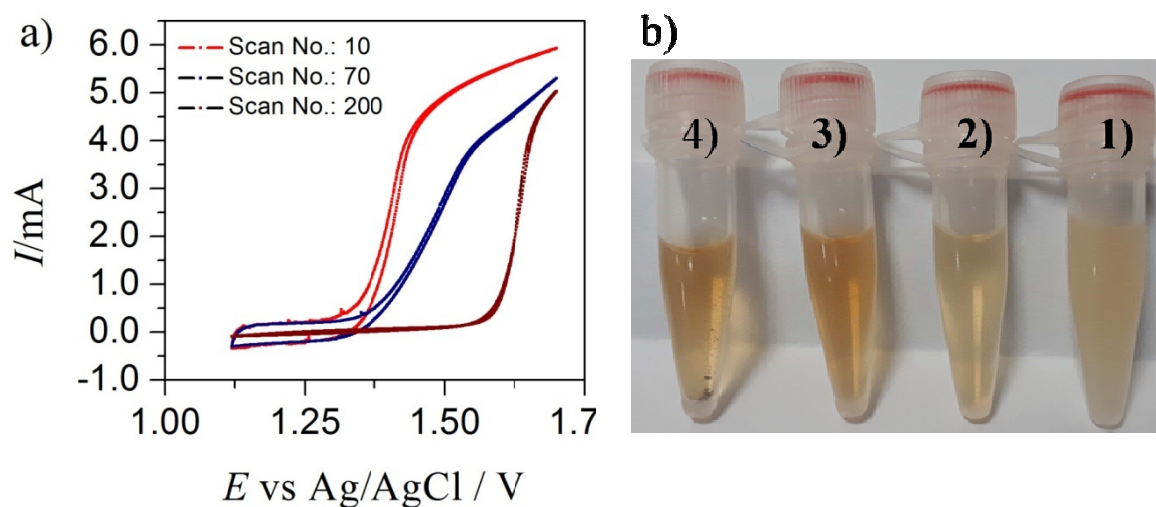 a)
6.0
5.0
4.0
3.0
2.0
1.0
0.0
-1.0
I/mA
Scan No.: 10
Scan No.: 70
Scan No.: 200
1.00 1.25 1.50 1.7
E vs Ag/AgCl / V
b)
4) 3) 2) 1)